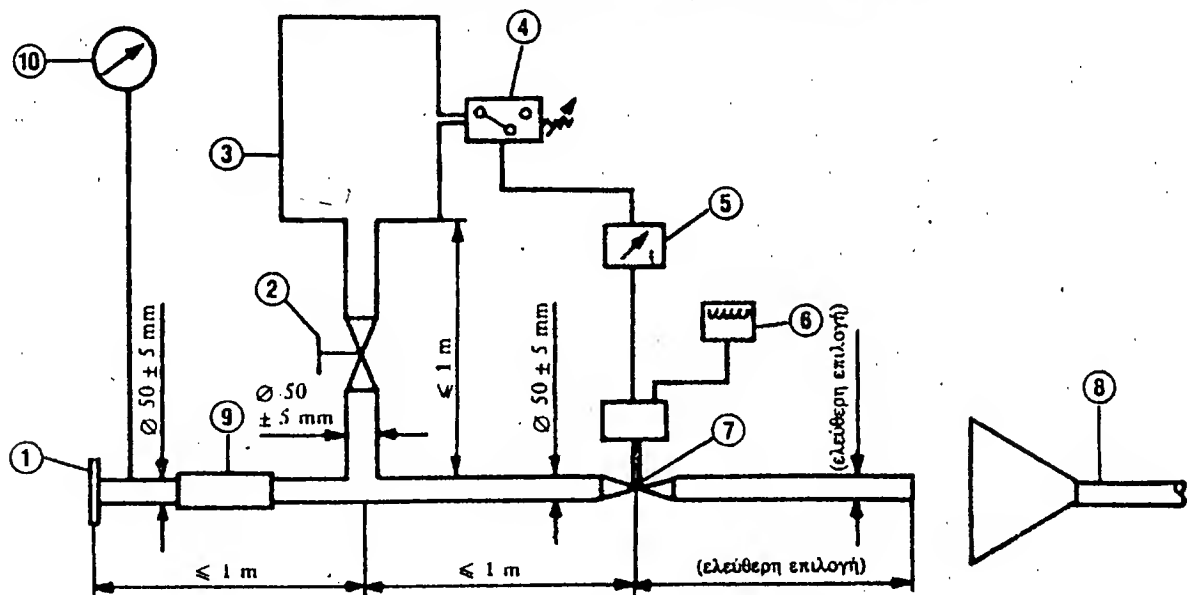 10
4
3
5
2
6
Ø 50 ± 5 mm
≤ 1 m
Ø 50 ± 5 mm
(ελεύθερη επιλογή)
Ø 50
± 5 mm
9
8
1
7
t
≤ 1 m
≤ 1 m
(ελεύθερη επιλογή)